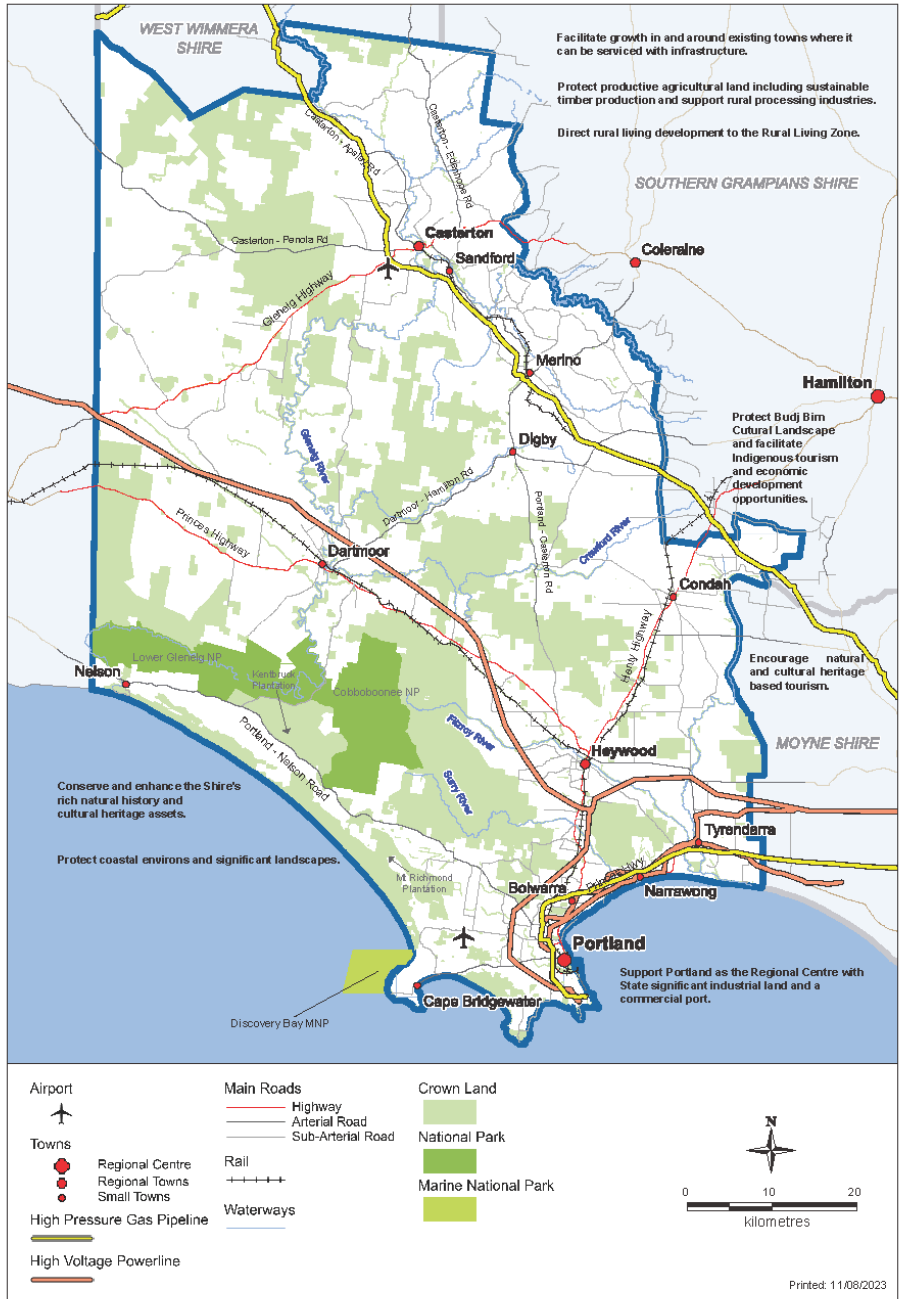 WEST WIMMERA
SHIRE
Facilitate growth in and around existing towns where it
can be serviced with infrastructure.
Protect productive agricultural land including sustainable
timber production and support rural processing industries.
Direct rural living development to the Rural Living Zone.
SOUTHERN GRAMPIANS SHIRE
Casterton - Apsley Rd
Casterton - Edenhope Rd
Casterton - Penola Rd
Casterton
Sandford
Coleraine
Glenelg Highway
Merino
Hamilton
Protect Budj Bim
Cutural Landscape
and facilitate
Indigenous tourism
and economic
development
opportunities.
Glenelg River
Digby
Dartmoor - Hamilton Rd
Portland - Casterton Rd
Crawford River
Princes Highway
Dartmoor
Condah
Henty Highway
Lower Glenelg NP
Nelson
Kentbruck
Plantation
Cobboboonee NP
Encourage natural
and cultural heritage
based tourism.
Fitzroy River
MOYNE SHIRE
Portland - Nelson Road
Heywood
Surry River
Conserve and enhance the Shire's
rich natural history and
cultural heritage assets.
Tyrendarra
Protect coastal environs and significant landscapes.
Mt Richmond
Plantation
Bolwarra
Princes Hwy
Narrawong
Portland
Support Portland as the Regional Centre with
State significant industrial land and a
commercial port.
Cape Bridgewater
Discovery Bay MNP
Airport
Towns
Regional Centre
Regional Towns
Small Towns
High Pressure Gas Pipeline
High Voltage Powerline
Main Roads
Highway
Arterial Road
Sub-Arterial Road
Rail
Waterways
Crown Land
National Park
Marine National Park
N
0 10 20
kilometres
Printed: 11/08/2023